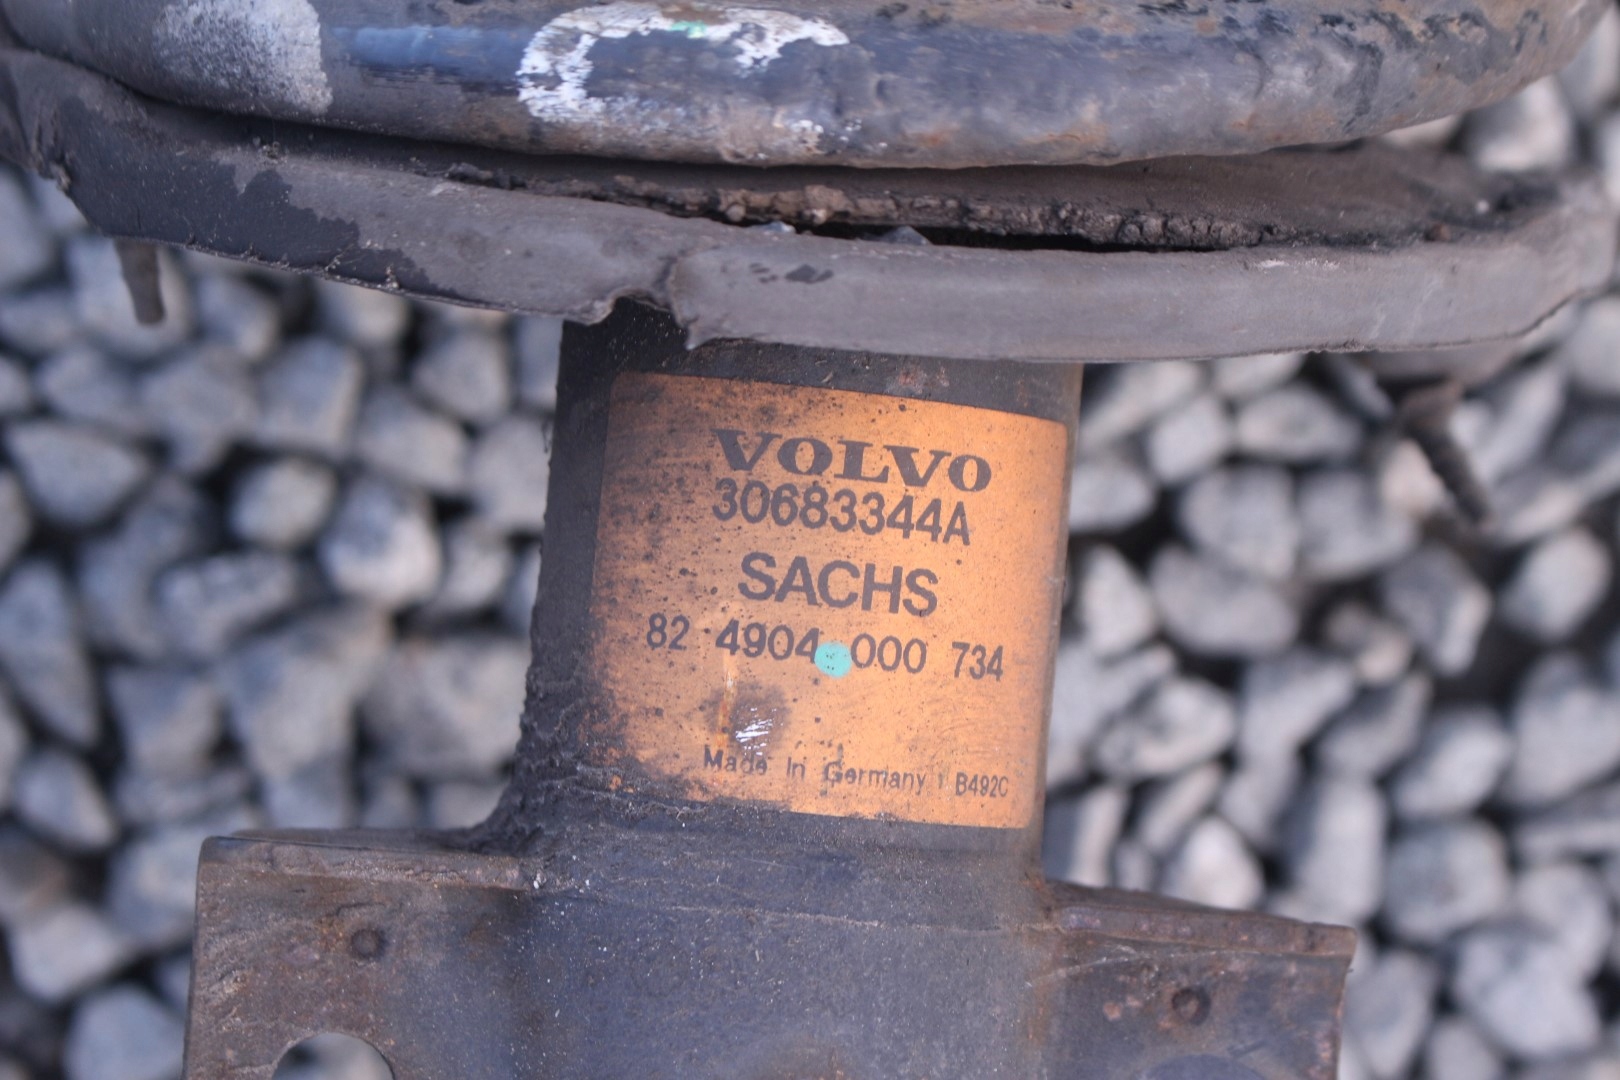 VOLVO
30683344A
SACHS
82 4904 000 734
Made In Germany B492C